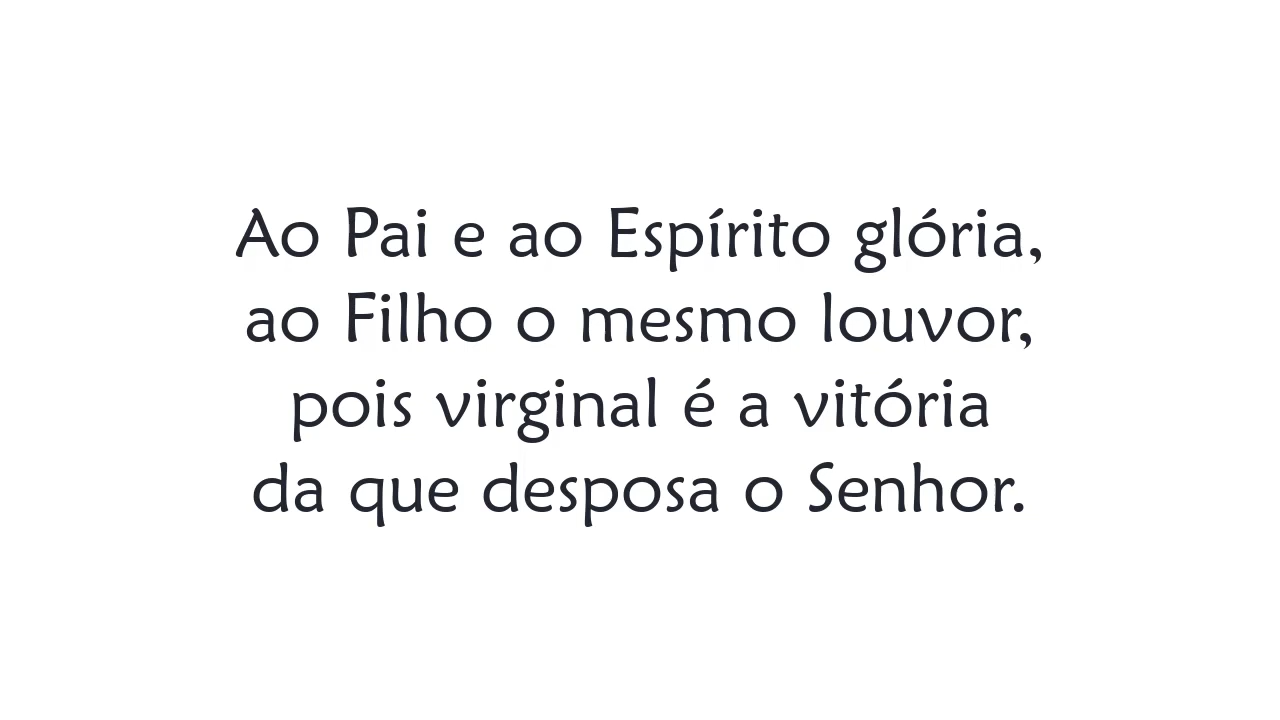 Ao Pai e ao Espírito glória,
ao Filho o mesmo louvor,
pois virginal é a vitória
da que desposa o Senhor.